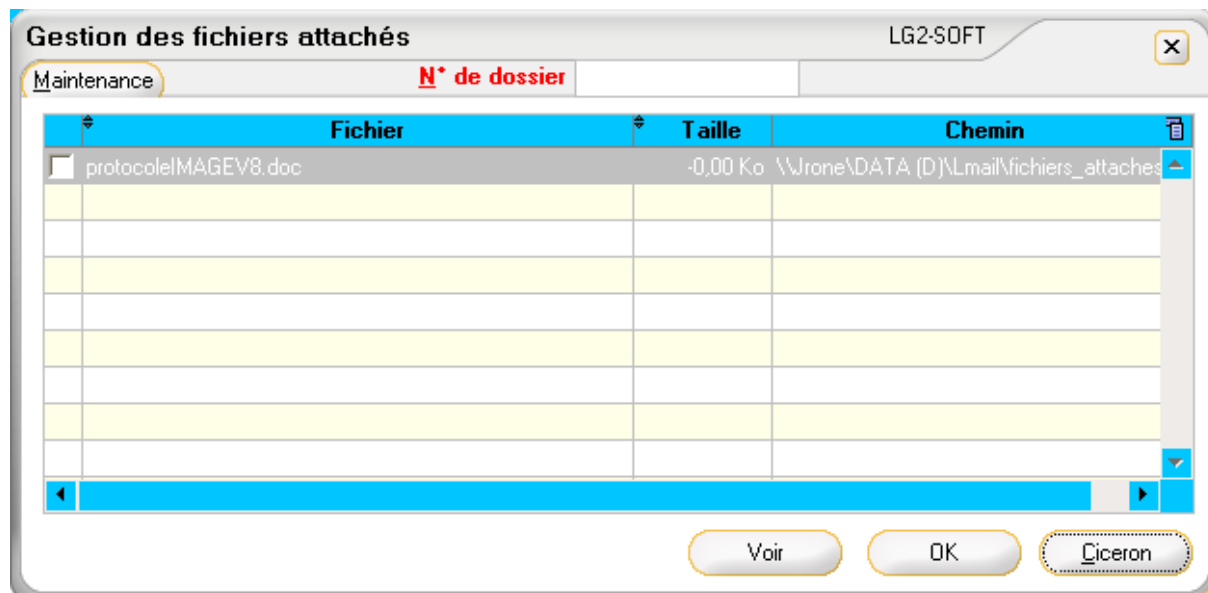 Gestion des fichiers attachés LG2-SOFT
Maintenance N° de dossier
Fichier Taille Chemin
protocoleIMAGEV8.doc -0,00 Ko \\Jrone\DATA (D)\Lmail\fichiers_attaches
Voir OK Ciceron